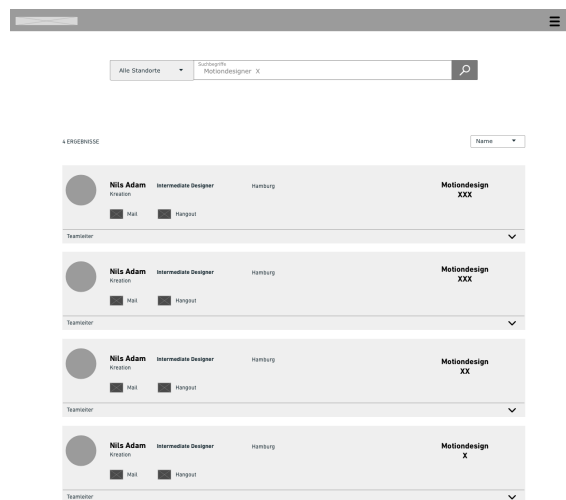 Alle Standorte
Suchbegriffe
Motiondesigner X
4 ERGEBNISSE
Name
Nils Adam Intermediate Designer Hamburg Motiondesign
Kreation XXX
Mail Hangout
Teamleiter
Nils Adam Intermediate Designer Hamburg Motiondesign
Kreation XXX
Mail Hangout
Teamleiter
Nils Adam Intermediate Designer Hamburg Motiondesign
Kreation XX
Mail Hangout
Teamleiter
Nils Adam Intermediate Designer Hamburg Motiondesign
Kreation X
Mail Hangout
Teamleiter